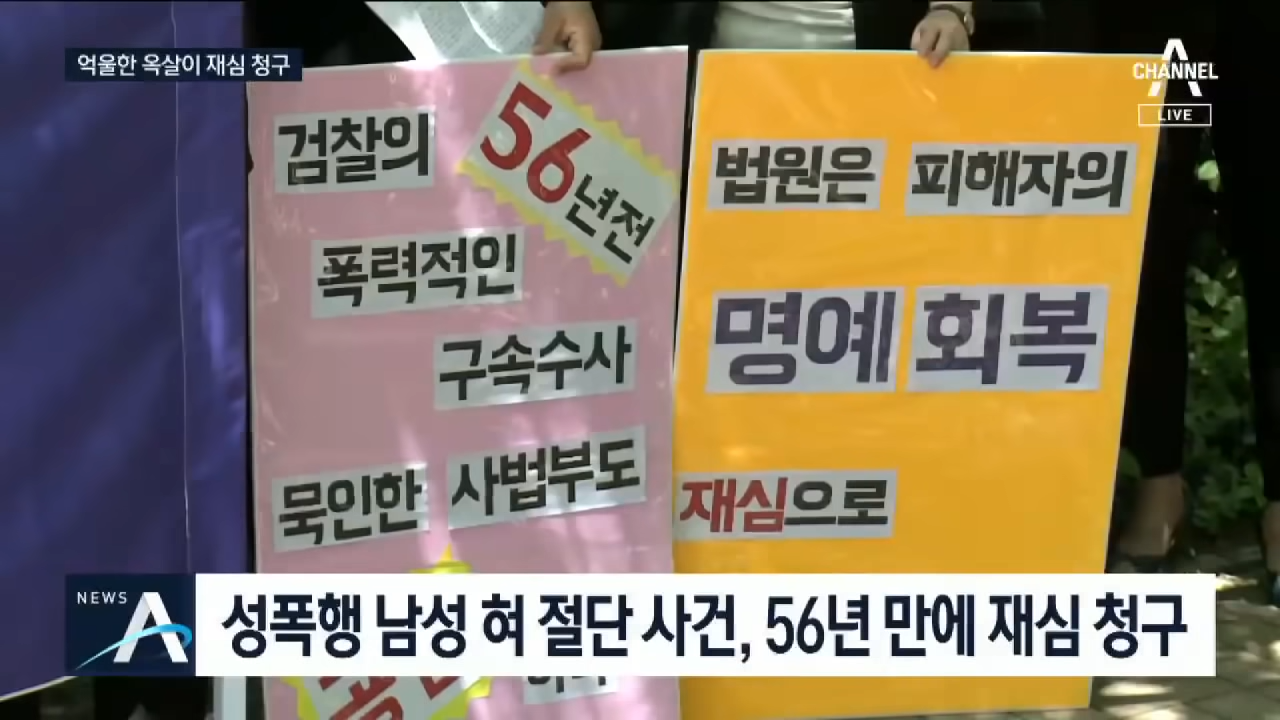 억울한 옥살이 재심 청구
CHANNEL
LIVE
56년전
검찰의
폭력적인
구속수사
묵인한 사법부도
법원은 피해자의
명예 회복
재심으로
NEWS A
성폭행 남성 혀 절단 사건, 56년 만에 재심 청구